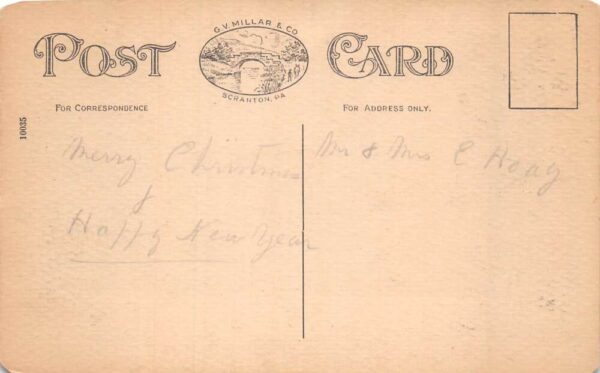 POST CARD
G.V. MILLAR & CO.
SCRANTON, PA
FOR CORRESPONDENCE
FOR ADDRESS ONLY.
10035
Merry Christmas
&
Happy New Year
Mr & Mrs C Hoag